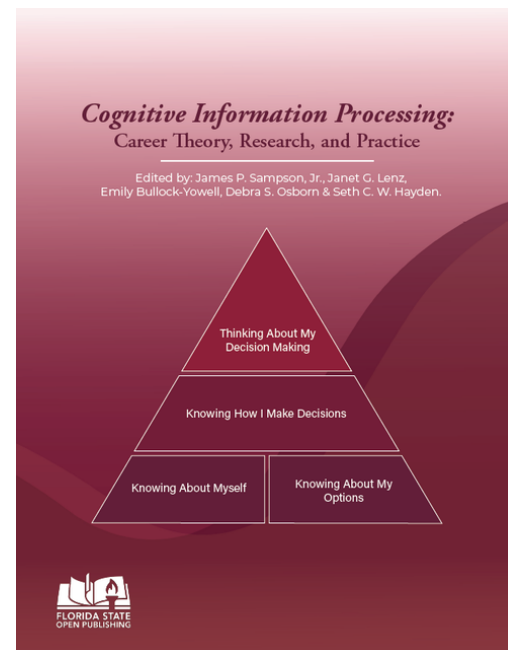 Cognitive Information Processing:
Career Theory, Research, and Practice
Edited by: James P. Sampson, Jr., Janet G. Lenz,
Emily Bullock-Yowell, Debra S. Osborn & Seth C. W. Hayden.
Thinking About My
Decision Making
Knowing How I Make Decisions
Knowing About Myself
Knowing About My
Options
FLORIDA STATE
OPEN PUBLISHING